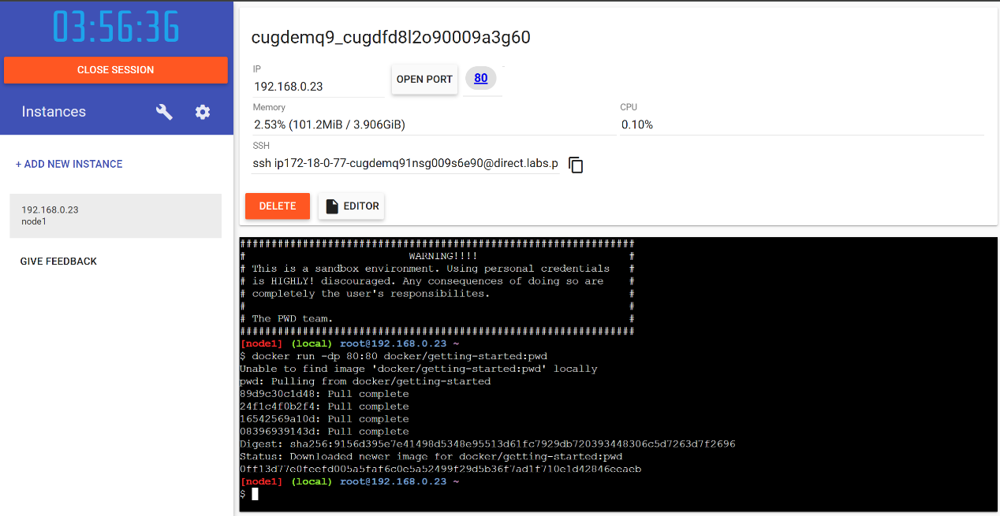 03:56:36
CLOSE SESSION
Instances
+ ADD NEW INSTANCE
192.168.0.23
node1
GIVE FEEDBACK
cugdemq9_cugdfd8l2o90009a3g60
IP
192.168.0.23
OPEN PORT
80
Memory
2.53% (101.2MiB / 3.906GiB)
CPU
0.10%
SSH
ssh ip172-18-0-77-cugdemq91nsg009s6e90@direct.labs.p
DELETE
EDITOR
###############################################################
# WARNING!!!! #
# This is a sandbox environment. Using personal credentials #
# is HIGHLY! discouraged. Any consequences of doing so are #
# completely the user's responsibilites. #
# #
# The PWD team. #
###############################################################
[node1] (local) root@192.168.0.23 ~
$ docker run -dp 80:80 docker/getting-started:pwd
Unable to find image 'docker/getting-started:pwd' locally
pwd: Pulling from docker/getting-started
89d9c30c1d48: Pull complete
24f1c4f0b2f4: Pull complete
16542569a10d: Pull complete
08396939143d: Pull complete
Digest: sha256:9156d395e7e41498d5348e95513d61fc7929db720393448306c5d7263d7f2696
Status: Downloaded newer image for docker/getting-started:pwd
0ff13d77e0feefd005a5faf6c0e5a52499f29d5b36f7ad1f710e1d42846eeaeb
[node1] (local) root@192.168.0.23 ~
$